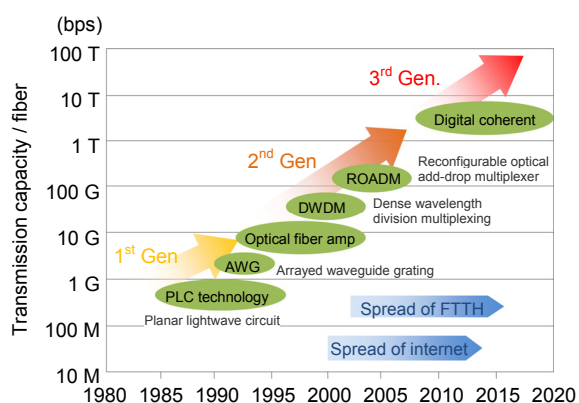 (bps)
Transmission capacity / fiber
100 T
10 T
1 T
100 G
10 G
1 G
100 M
10 M
3rd Gen.
Digital coherent
2nd Gen
ROADM
Reconfigurable optical
add-drop multiplexer
DWDM
Dense wavelength
division multiplexing
Optical fiber amp
1st Gen
AWG
Arrayed waveguide grating
PLC technology
Planar lightwave circuit
Spread of FTTH
Spread of internet
1980 1985 1990 1995 2000 2005 2010 2015 2020